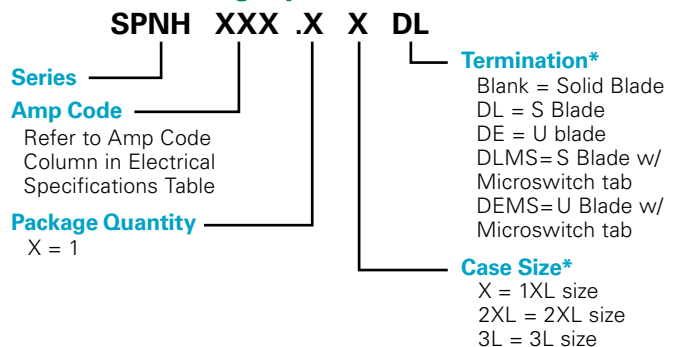 SPNH XXX .X X DL
Series
Amp Code
Refer to Amp Code
Column in Electrical
Specifications Table
Package Quantity
X = 1
Termination*
Blank = Solid Blade
DL = S Blade
DE = U blade
DLMS= S Blade w/
Microswitch tab
DEMS=U Blade w/
Microswitch tab
Case Size*
X = 1XL size
2XL = 2XL size
3L = 3L size